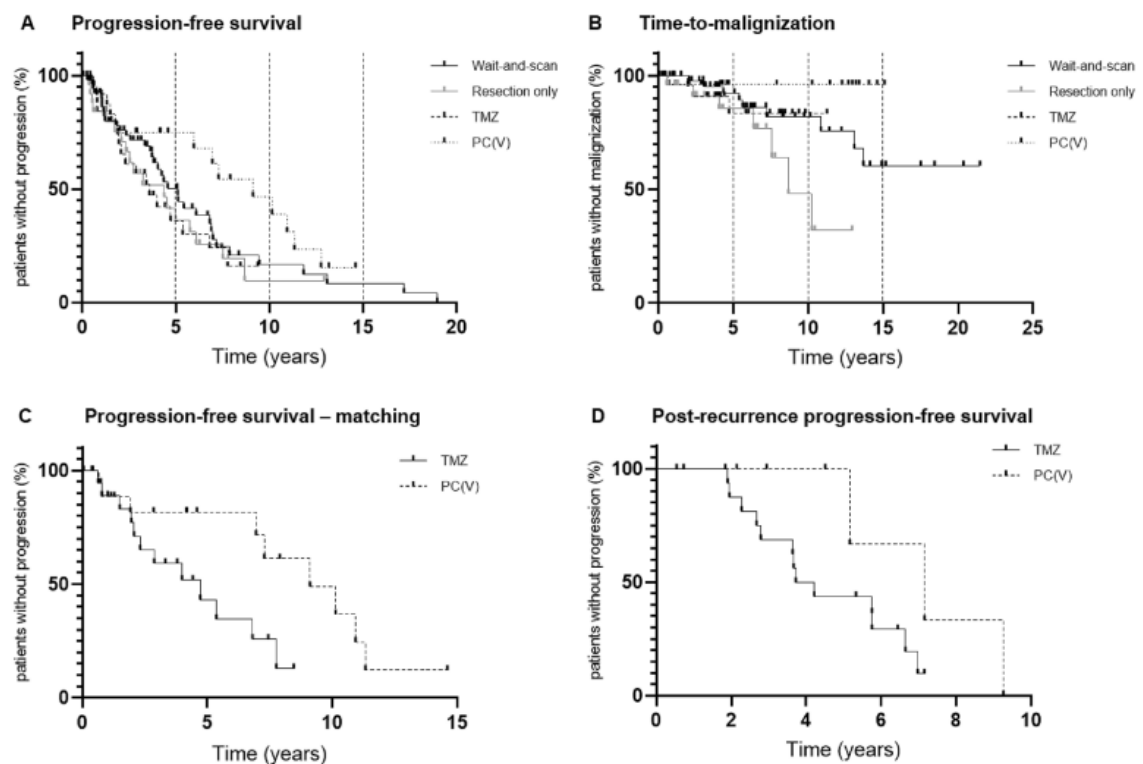 A Progression-free survival
patients without progression (%)
100
50
0
0 5 10 15 20
Time (years)
Wait-and-scan
Resection only
TMZ
PC(V)
B Time-to-malignization
patients without malignization (%)
100
50
0
0 5 10 15 20 25
Time (years)
Wait-and-scan
Resection only
TMZ
PC(V)
C Progression-free survival – matching
patients without progression (%)
100
50
0
0 5 10 15
Time (years)
TMZ
PC(V)
D Post-recurrence progression-free survival
patients without progression (%)
100
50
0
0 2 4 6 8 10
Time (years)
TMZ
PC(V)